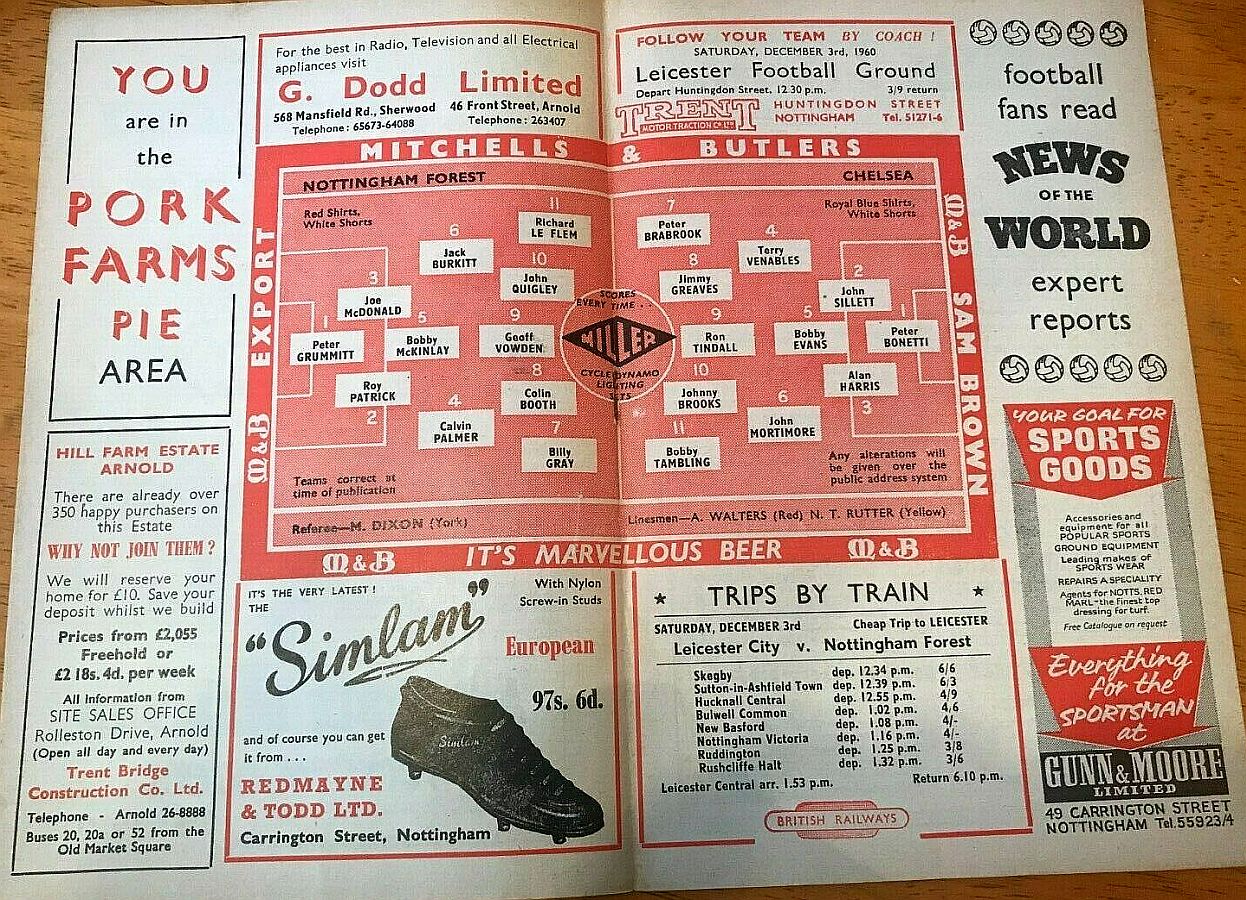 YOU
are in
the
PORK
FARMS
PIE
AREA
HILL FARM ESTATE
ARNOLD
There are already over
350 happy purchasers on
this Estate
WHY NOT JOIN THEM?
We will reserve your
home for £10. Save your
deposit whilst we build
Prices from £2,055
Freehold or
£2 18s. 4d. per week
All Information from
SITE SALES OFFICE
Rolleston Drive, Arnold
(Open all day and every day)
Trent Bridge
Construction Co. Ltd.
Telephone - Arnold 26-8888
Buses 20, 20a or 52 from the
Old Market Square
For the best in Radio, Television and all Electrical
appliances visit
G. Dodd Limited
568 Mansfield Rd., Sherwood 46 Front Street, Arnold
Telephone: 65673-64088 Telephone: 263407
FOLLOW YOUR TEAM BY COACH!
SATURDAY, DECEMBER 3rd, 1960
Leicester Football Ground
Depart Huntingdon Street, 12.30 p.m. 3/9 return
TRENT
MOTOR TRACTION CO. LTD.
HUNTINGDON STREET
NOTTINGHAM Tel. 51271-6
MITCHELLS & BUTLERS
M&B EXPORT
M&B SAM BROWN
NOTTINGHAM FOREST
Red Shirts,
White Shorts
CHELSEA
Royal Blue Shirts,
White Shorts
11
Richard
LE FLEM
6
Jack
BURKITT
10
John
QUIGLEY
3
Joe
McDONALD
1
Peter
GRUMMITT
5
Bobby
McKINLAY
9
Geoff
VOWDEN
Roy
PATRICK
2
8
Colin
BOOTH
4
Calvin
PALMER
7
Billy
GRAY
SCORES
EVERY TIME . .
MILLER
CYCLE DYNAMO
LIGHTING
SETS
7
Peter
BRABROOK
4
Terry
VENABLES
8
Jimmy
GREAVES
2
John
SILLETT
9
Ron
TINDALL
5
Bobby
EVANS
1
Peter
BONETTI
10
Johnny
BROOKS
Alan
HARRIS
3
6
John
MORTIMORE
11
Bobby
TAMBLING
Teams correct at
time of publication
Any alterations will
be given over the
public address system
Referee—M. DIXON (York)
Linesmen—A. WALTERS (Red) N. T. RUTTER (Yellow)
M&B IT'S MARVELLOUS BEER M&B
IT'S THE VERY LATEST!
THE
"Simlam"
With Nylon
Screw-in Studs
European
97s. 6d.
Simlam
and of course you can get
it from . . .
REDMAYNE
& TODD LTD.
Carrington Street, Nottingham
★ TRIPS BY TRAIN ★
SATURDAY, DECEMBER 3rd Cheap Trip to LEICESTER
Leicester City v. Nottingham Forest
Skegby dep. 12.34 p.m. 6/6
Sutton-in-Ashfield Town dep. 12.39 p.m. 6/3
Hucknall Central dep. 12.55 p.m. 4/9
Bulwell Common dep. 1.02 p.m. 4/6
New Basford dep. 1.08 p.m. 4/-
Nottingham Victoria dep. 1.16 p.m. 4/-
Ruddington dep. 1.25 p.m. 3/8
Rushcliffe Halt dep. 1.32 p.m. 3/6
Leicester Central arr. 1.53 p.m. Return 6.10 p.m.
BRITISH RAILWAYS
football
fans read
NEWS
OF THE
WORLD
expert
reports
YOUR GOAL FOR
SPORTS
GOODS
Accessories and
equipment for all
POPULAR SPORTS
GROUND EQUIPMENT
Leading makes of
SPORTS WEAR
REPAIRS A SPECIALITY
Agents for NOTTS. RED
MARL-the finest top
dressing for turf.
Free Catalogue on request
Everything
for the
SPORTSMAN
at
GUNN & MOORE
LIMITED
49 CARRINGTON STREET
NOTTINGHAM Tel. 55923/4